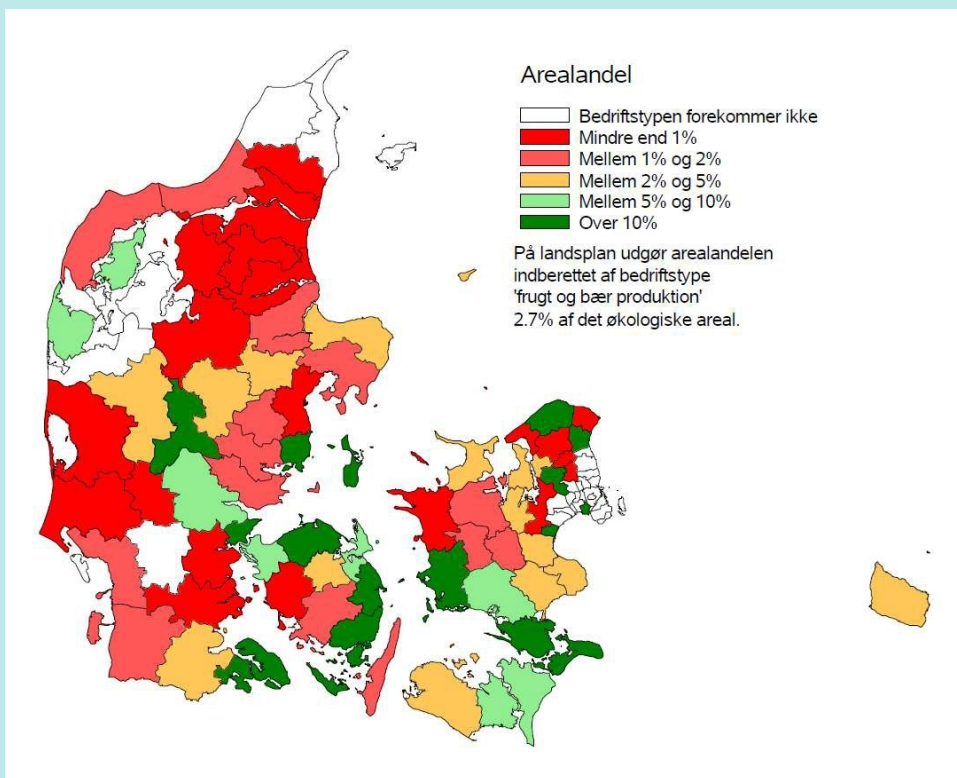 Arealandel
Bedriftstypen forekommer ikke
Mindre end 1%
Mellem 1% og 2%
Mellem 2% og 5%
Mellem 5% og 10%
Over 10%
På landsplan udgør arealandelen
indberettet af bedriftstype
'frugt og bær produktion'
2.7% af det økologiske areal.